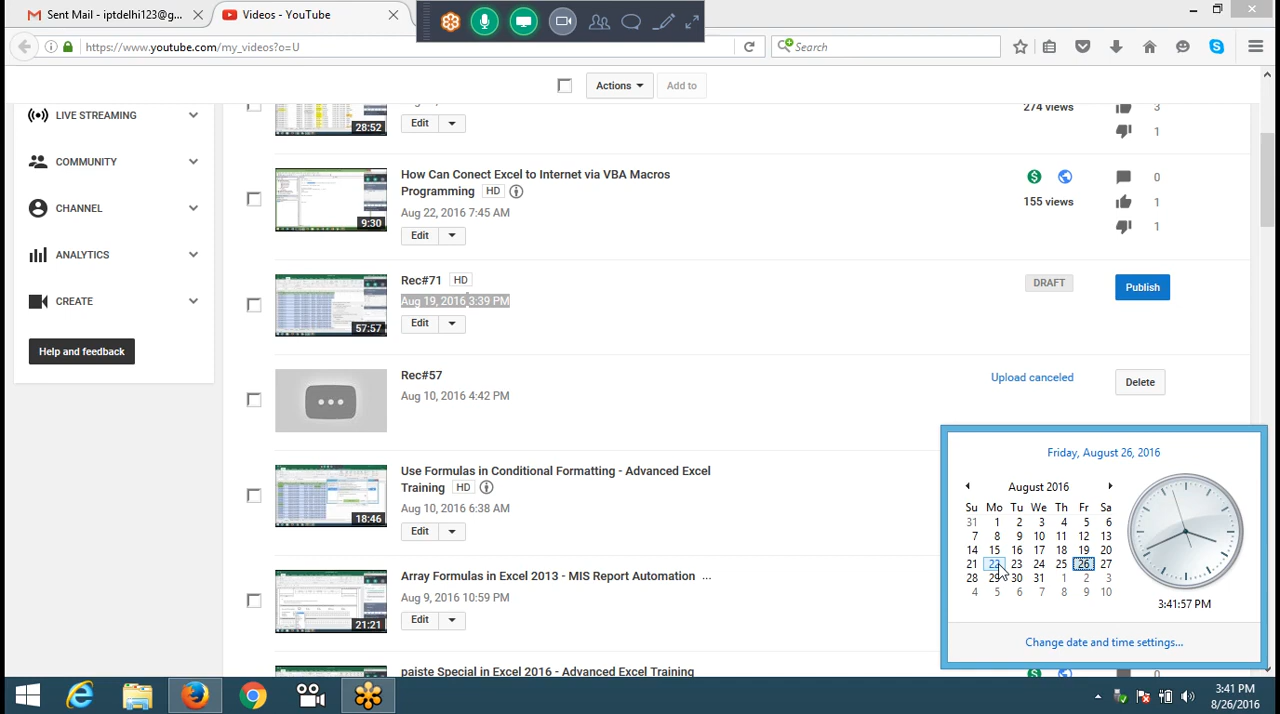 Sent Mail - iptdelhi123@g...
Videos - YouTube
https://www.youtube.com/my_videos?o=U
Search
Actions
Add to
LIVE STREAMING
COMMUNITY
CHANNEL
ANALYTICS
CREATE
Help and feedback
28:52
Edit
274 views
3
1
How Can Conect Excel to Internet via VBA Macros
Programming HD
Aug 22, 2016 7:45 AM
9:30
Edit
155 views
0
1
1
Rec#71 HD
Aug 19, 2016 3:39 PM
57:57
Edit
DRAFT
Publish
Rec#57
Aug 10, 2016 4:42 PM
Upload canceled
Delete
Use Formulas in Conditional Formatting - Advanced Excel
Training HD
Aug 10, 2016 6:38 AM
18:46
Edit
Array Formulas in Excel 2013 - MIS Report Automation ...
Aug 9, 2016 10:59 PM
21:21
Edit
paiste Special in Excel 2016 - Advanced Excel Training
Friday, August 26, 2016
August 2016
Su Mo Tu We Th Fr Sa
31 1 2 3 4 5 6
7 8 9 10 11 12 13
14 15 16 17 18 19 20
21 22 23 24 25 26 27
28 29 30 31 1 2 3
4 5 6 7 8 9 10
3:41:57 PM
Change date and time settings...
3:41 PM
8/26/2016